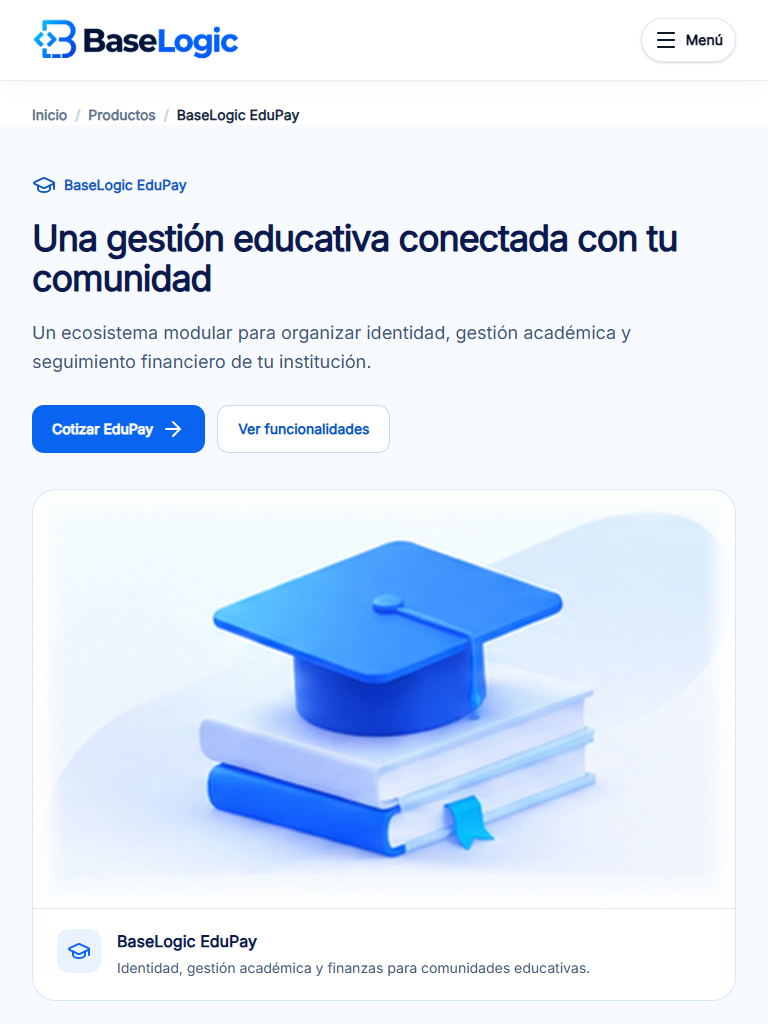 BaseLogic
Menú
Inicio / Productos / BaseLogic EduPay
BaseLogic EduPay
Una gestión educativa conectada con tu
comunidad
Un ecosistema modular para organizar identidad, gestión académica y
seguimiento financiero de tu institución.
Cotizar EduPay
Ver funcionalidades
BaseLogic EduPay
Identidad, gestión académica y finanzas para comunidades educativas.